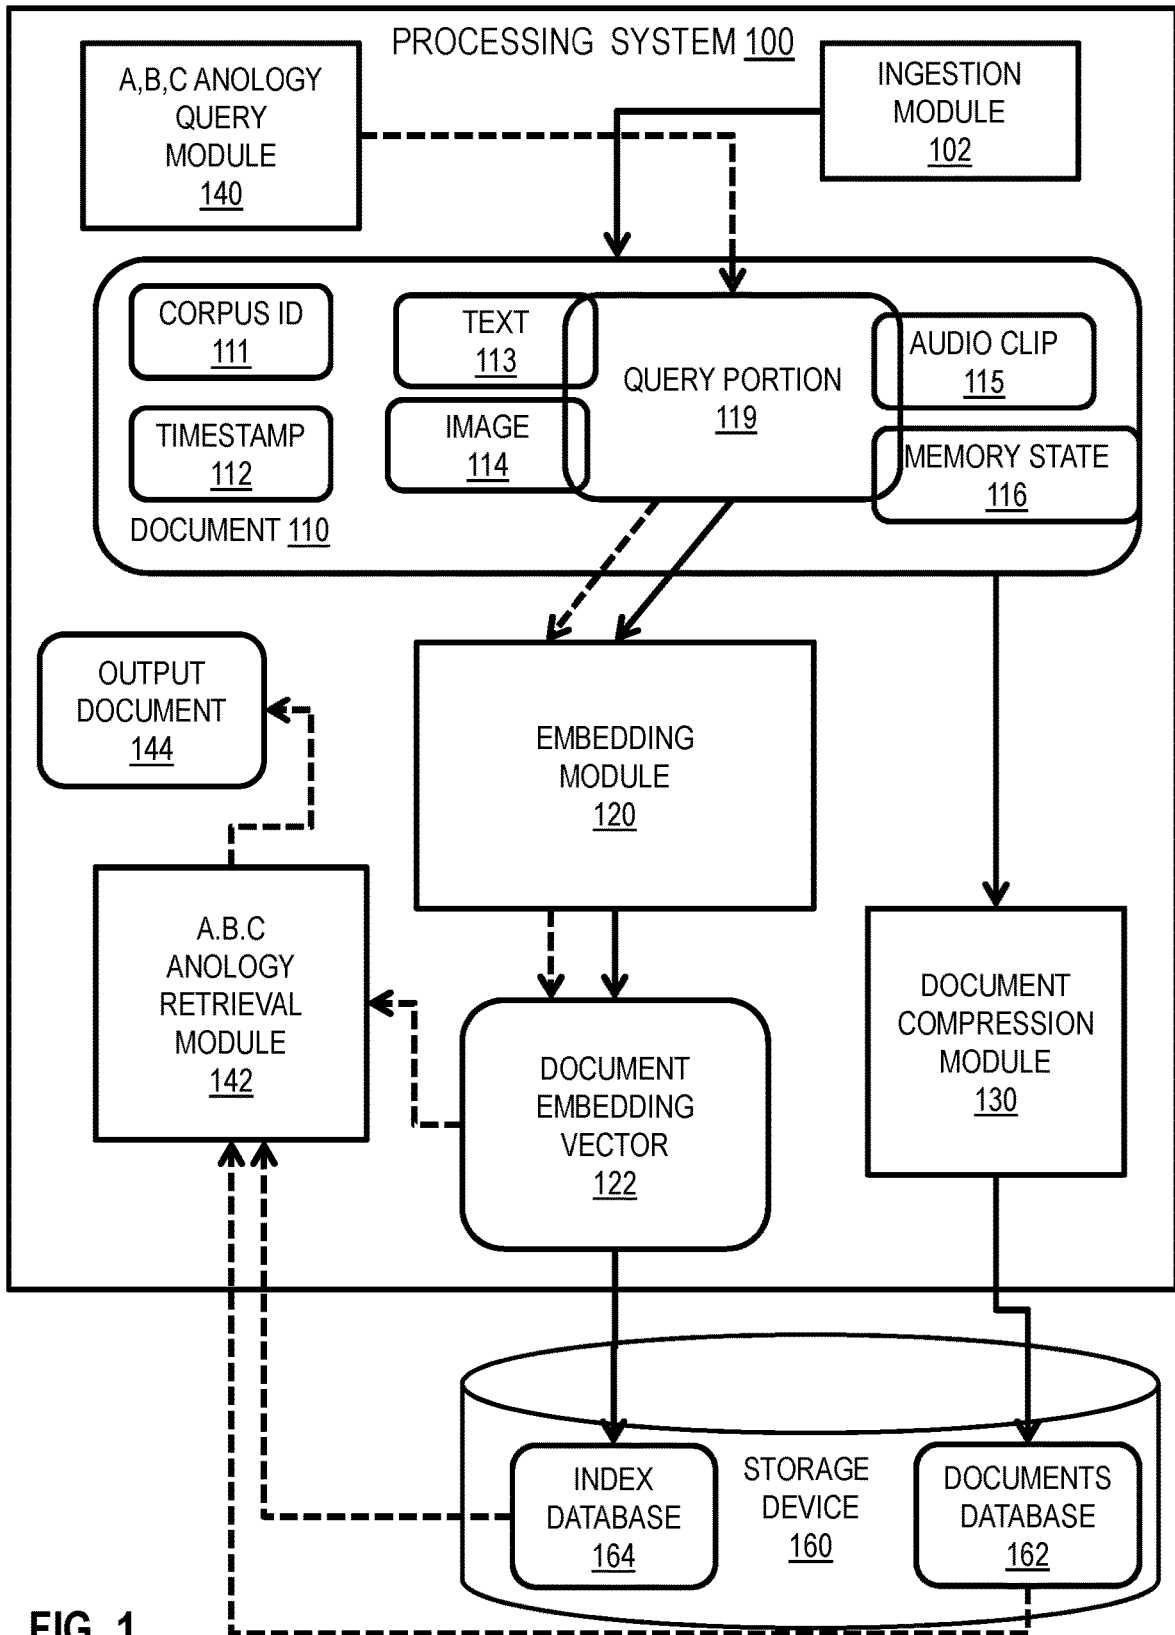 PROCESSING SYSTEM 100
A,B,C ANOLOGY
QUERY
MODULE
140
INGESTION
MODULE
102
CORPUS ID
111
TEXT
113
QUERY PORTION
119
AUDIO CLIP
115
TIMESTAMP
112
IMAGE
114
MEMORY STATE
116
DOCUMENT 110
OUTPUT
DOCUMENT
144
EMBEDDING
MODULE
120
A.B.C
ANOLOGY
RETRIEVAL
MODULE
142
DOCUMENT
EMBEDDING
VECTOR
122
DOCUMENT
COMPRESSION
MODULE
130
INDEX
DATABASE
164
STORAGE
DEVICE
160
DOCUMENTS
DATABASE
162
FIG. 1